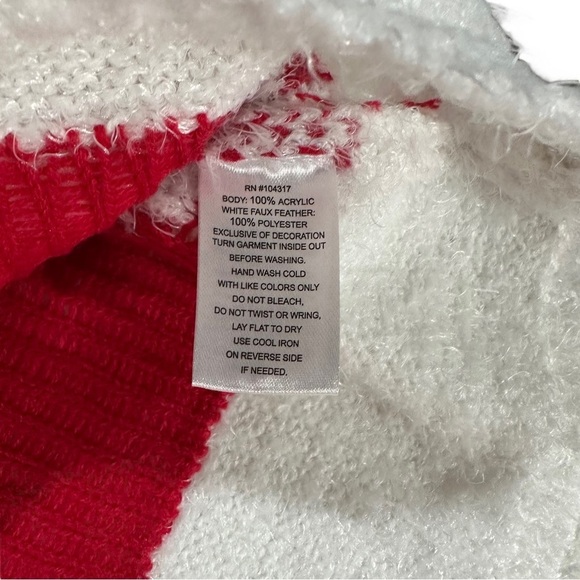 RN #104317
BODY: 100% ACRYLIC
WHITE FAUX FEATHER:
100% POLYESTER
EXCLUSIVE OF DECORATION
TURN GARMENT INSIDE OUT
BEFORE WASHING.
HAND WASH COLD
WITH LIKE COLORS ONLY
DO NOT BLEACH,
DO NOT TWIST OR WRING,
LAY FLAT TO DRY
USE COOL IRON
ON REVERSE SIDE
IF NEEDED.